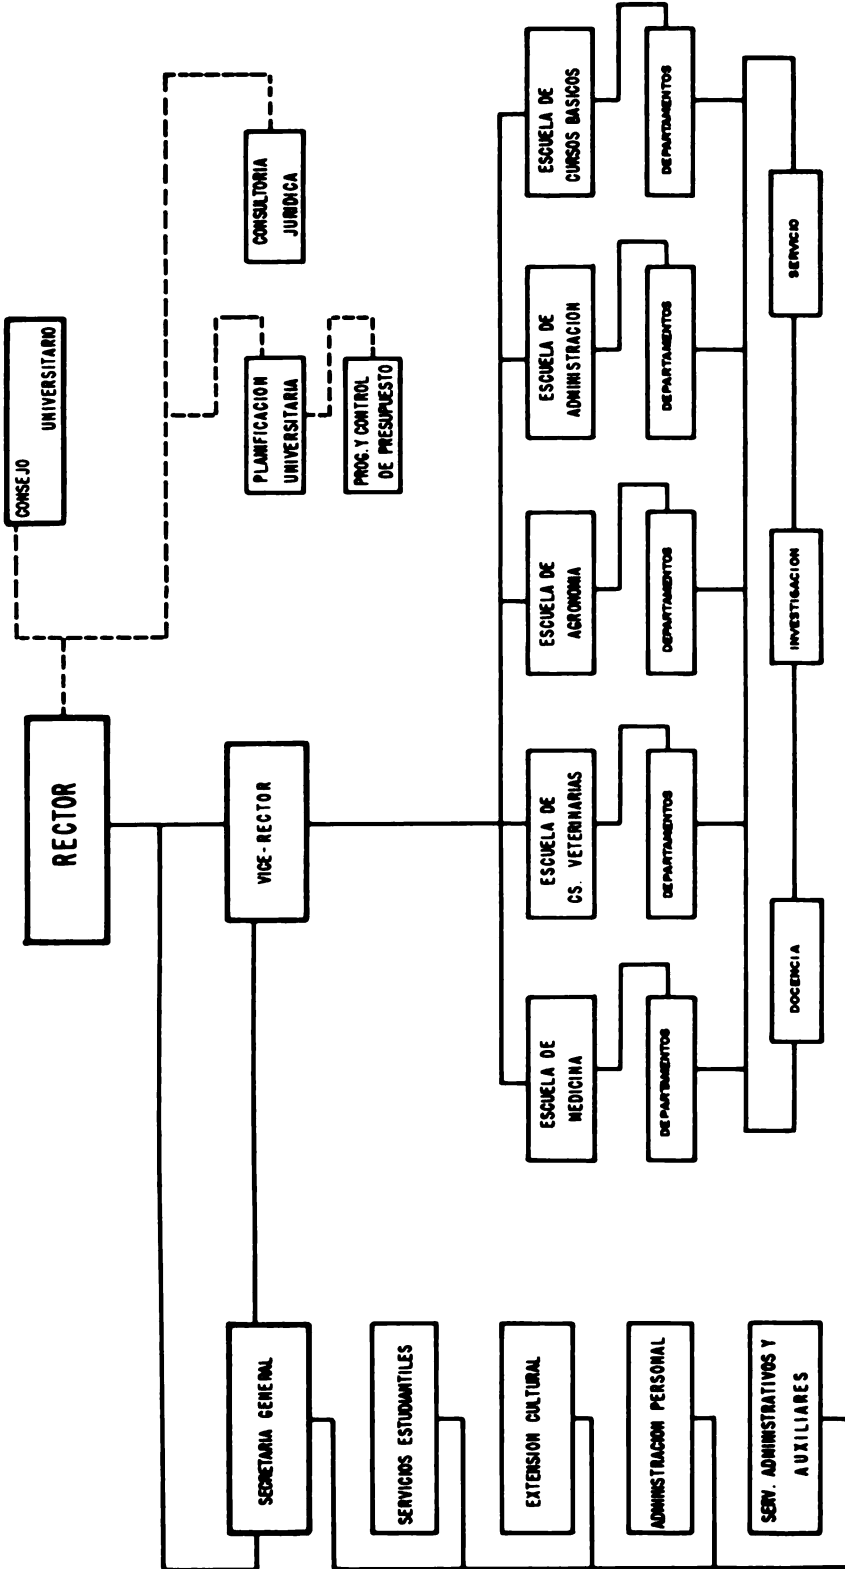 CONSEJO
UNIVERSITARIO
RECTOR
CONSULTORIA
JURIDICA
PLANIFICACION
UNIVERSITARIA
PROG. Y CONTROL
DE PRESUPUESTO
VICE-RECTOR
SECRETARIA GENERAL
SERVICIOS ESTUDIANTILES
EXTENSION CULTURAL
ADMINISTRACION PERSONAL
SERV. ADMINISTRATIVOS Y
AUXILIARES
ESCUELA DE
MEDICINA
ESCUELA DE
CS. VETERINARIAS
ESCUELA DE
AGRONOMIA
ESCUELA DE
ADMINISTRACION
ESCUELA DE
CURSOS BASICOS
DEPARTAMENTOS
DEPARTAMENTOS
DEPARTAMENTOS
DEPARTAMENTOS
DEPARTAMENTOS
DOCENCIA
INVESTIGACION
SERVICIO